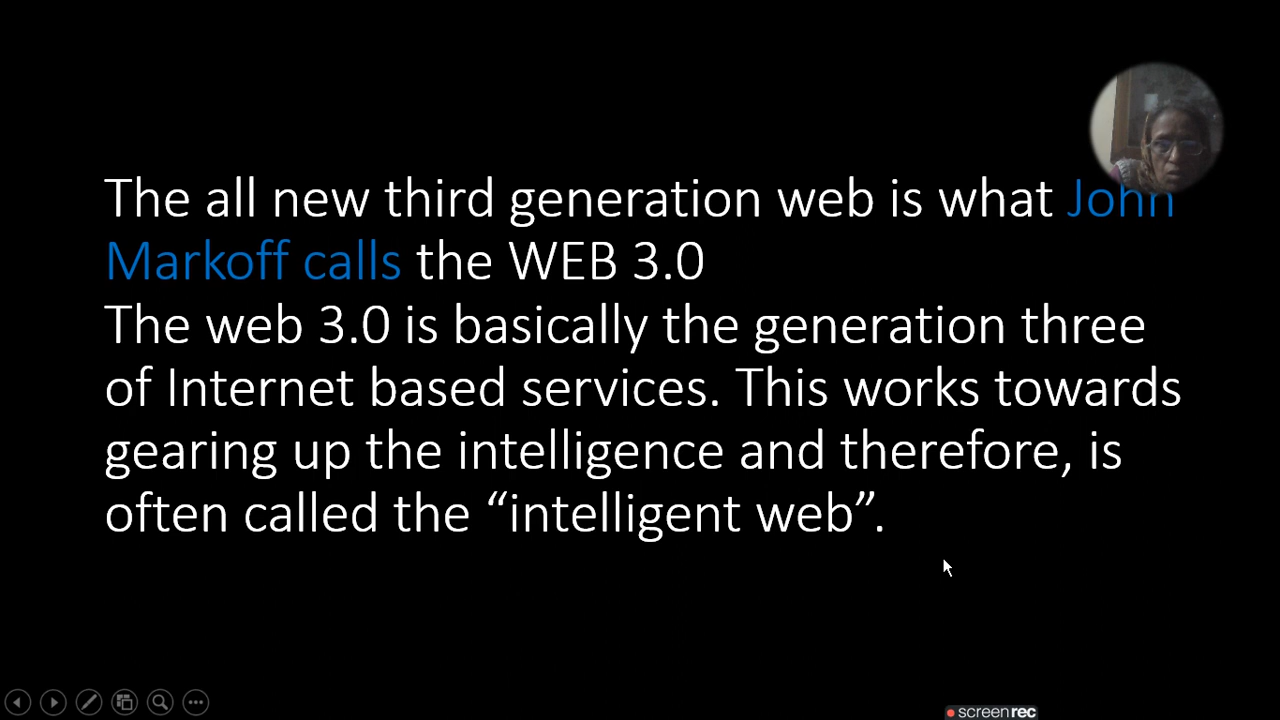 The all new third generation web is what John
Markoff calls the WEB 3.0
The web 3.0 is basically the generation three
of Internet based services. This works towards
gearing up the intelligence and therefore, is
often called the “intelligent web”.
screenrec